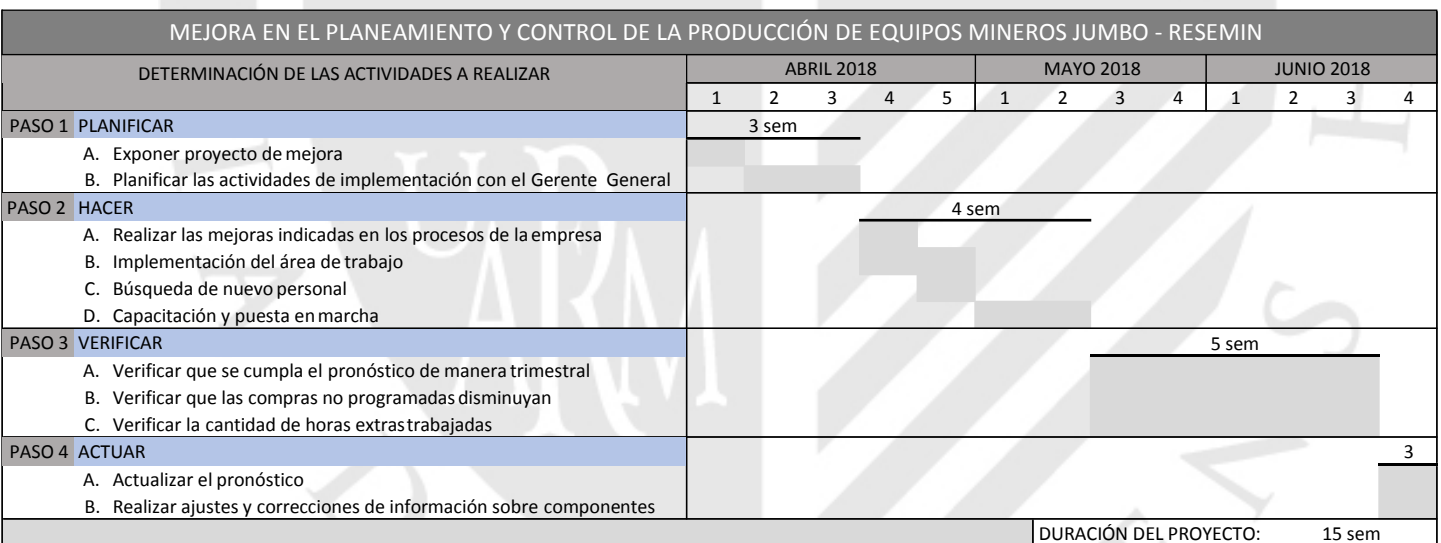 MEJORA EN EL PLANEAMIENTO Y CONTROL DE LA PRODUCCIÓN DE EQUIPOS MINEROS JUMBO - RESEMIN
DETERMINACIÓN DE LAS ACTIVIDADES A REALIZAR ABRIL 2018 MAYO 2018 JUNIO 2018
1 2 3 4 5 1 2 3 4 1 2 3 4
PASO 1 PLANIFICAR 3 sem
A. Exponer proyecto de mejora
B. Planificar las actividades de implementación con el Gerente General
PASO 2 HACER 4 sem
A. Realizar las mejoras indicadas en los procesos de la empresa
B. Implementación del área de trabajo
C. Búsqueda de nuevo personal
D. Capacitación y puesta en marcha
PASO 3 VERIFICAR 5 sem
A. Verificar que se cumpla el pronóstico de manera trimestral
B. Verificar que las compras no programadas disminuyan
C. Verificar la cantidad de horas extras trabajadas
PASO 4 ACTUAR 3
A. Actualizar el pronóstico
B. Realizar ajustes y correcciones de información sobre componentes
DURACIÓN DEL PROYECTO: 15 sem